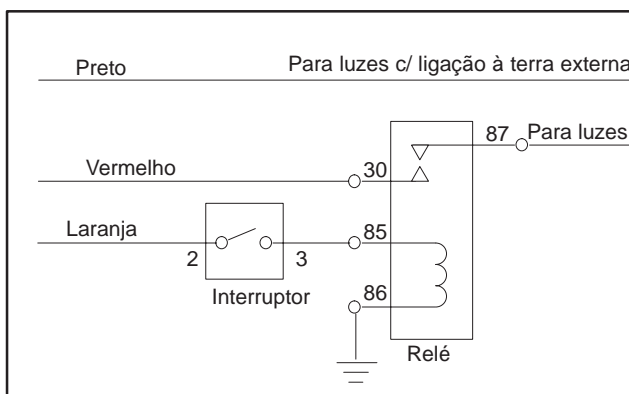 Preto
Para luzes c/ ligação à terra externa
87
Para luzes
Vermelho
30
Laranja
85
2
3
Interruptor
86
Relé